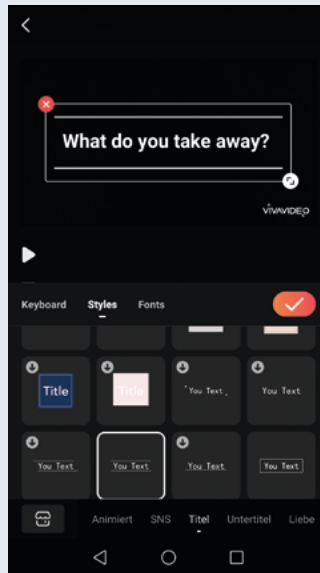 What do you take away?
VIVAVIDEO
Keyboard Styles Fonts
Title Title You Text. You Text
You Text You Text You Text You Text
Animiert SNS Titel Untertitel Liebe